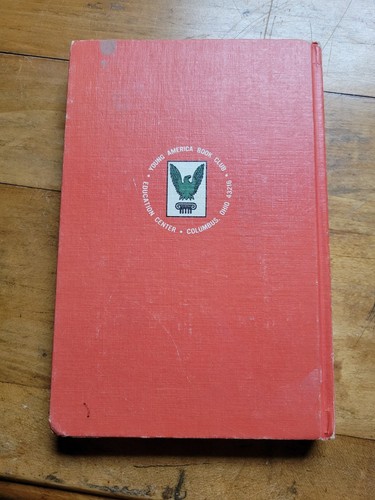 • YOUNG AMERICA BOOK CLUB •
EDUCATION CENTER • COLUMBUS, OHIO 43216